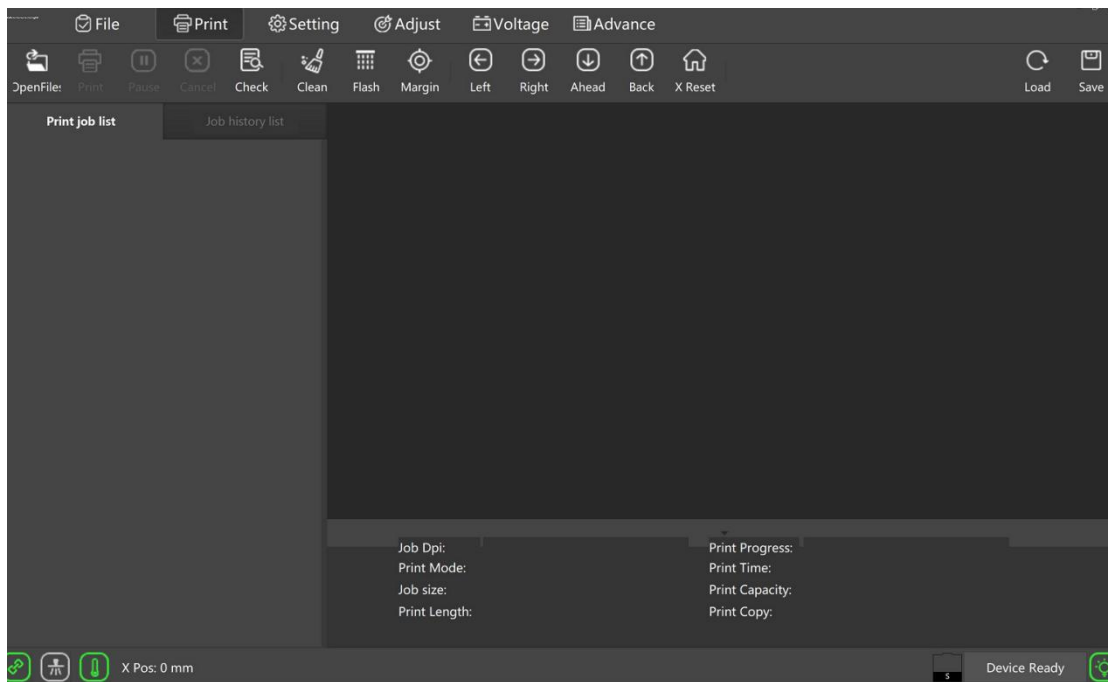 File Print Setting Adjust Voltage Advance
OpenFiles Print Pause Cancel Check Clean Flash Margin Left Right Ahead Back X Reset Load Save
Print job list Job history list
Job Dpi: Print Progress:
Print Mode: Print Time:
Job size: Print Capacity:
Print Length: Print Copy:
X Pos: 0 mm S Device Ready